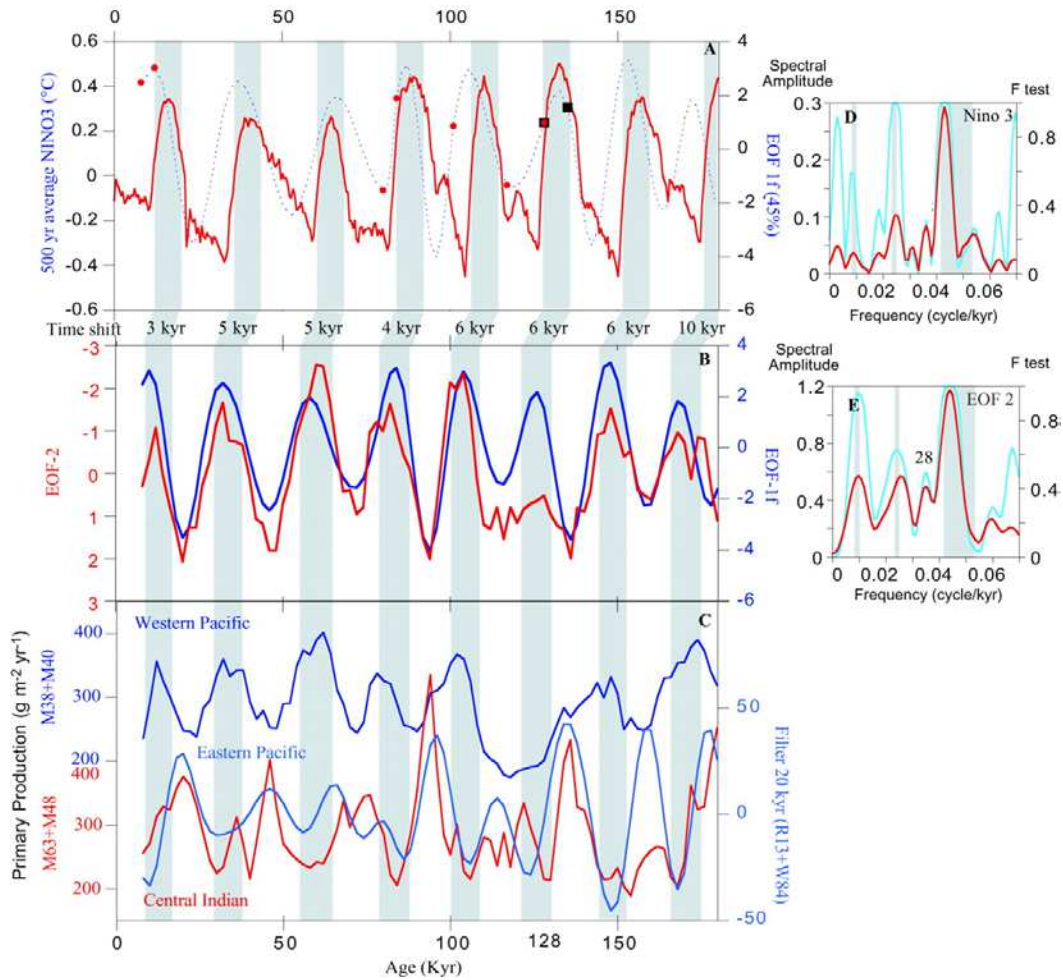 0 50 100 150
A
0.6
0.4
0.2
0
-0.2
-0.4
-0.6
500 yr average NINO3 (°C)
4
2
0
-2
-4
-6
EOF 1f (45%)
Time shift 3 kyr 5 kyr 5 kyr 4 kyr 6 kyr 6 kyr 6 kyr 10 kyr
B
-3
-2
-1
0
1
2
3
EOF-2
4
2
0
-2
-4
-6
EOF-1f
C
Western Pacific
Eastern Pacific
Central Indian
Primary Production (g m-2 yr-1)
M38+M40
M63+M48
400
300
200
400
300
200
50
0
-50
Filter 20 kyr (R13+W84)
0 50 100 128 150
Age (Kyr)
Spectral
Amplitude
F test
D Nino 3
0.3
0.3
0.2
0.1
0.1
0
0.8
0.4
0
0 0.02 0.04 0.06
Frequency (cycle/kyr)
Spectral
Amplitude
F test
E EOF 2
28
1.2
0.8
0.4
0
0.8
0.4
0
0 0.02 0.04 0.06
Frequency (cycle/kyr)